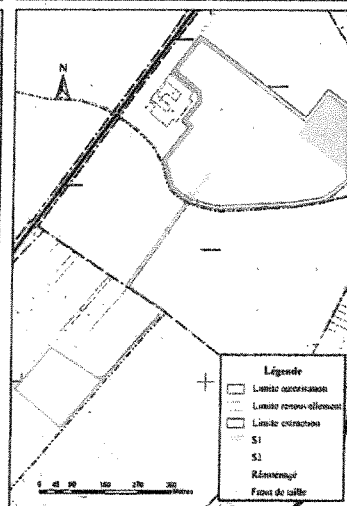 N
Légende
Limite autorisation
Limite renouvellement
Limite extraction
S1
S2
Réaménagé
Front de taille
0 45 90 180 270 360
Mètres